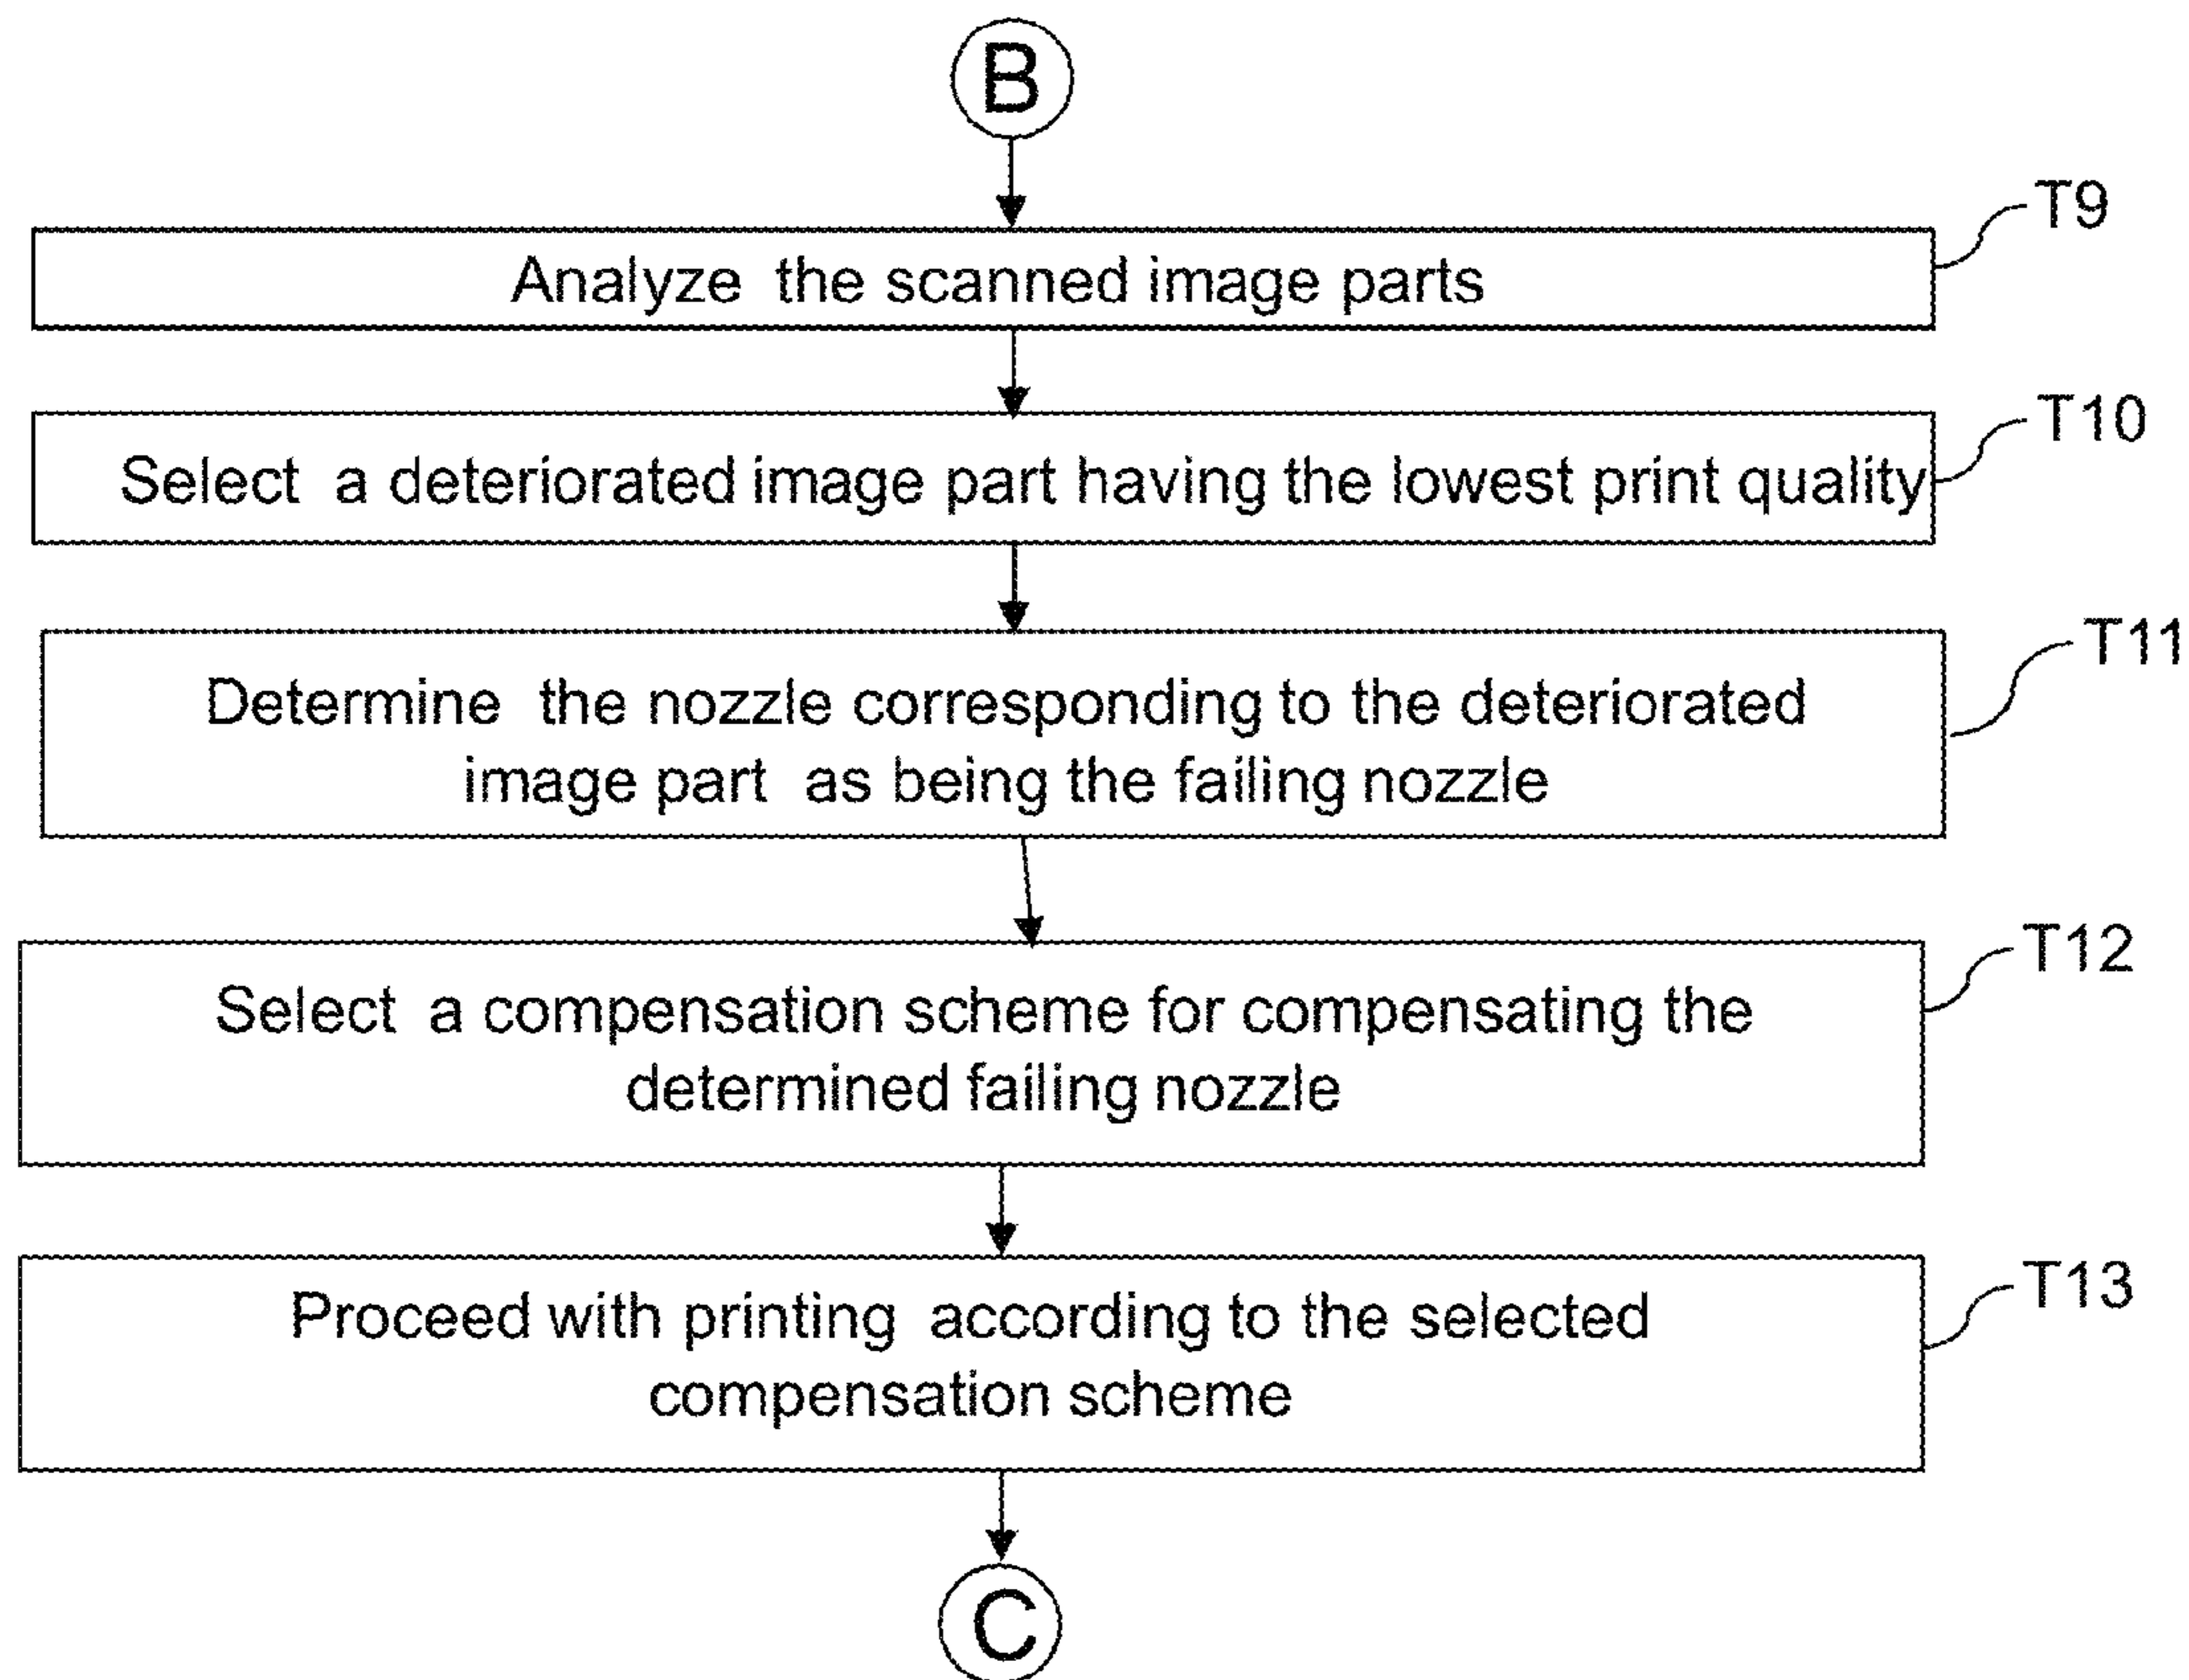 B
T9
Analyze the scanned image parts
T10
Select a deteriorated image part having the lowest print quality
T11
Determine the nozzle corresponding to the deteriorated
image part as being the failing nozzle
T12
Select a compensation scheme for compensating the
determined failing nozzle
T13
Proceed with printing according to the selected
compensation scheme
C